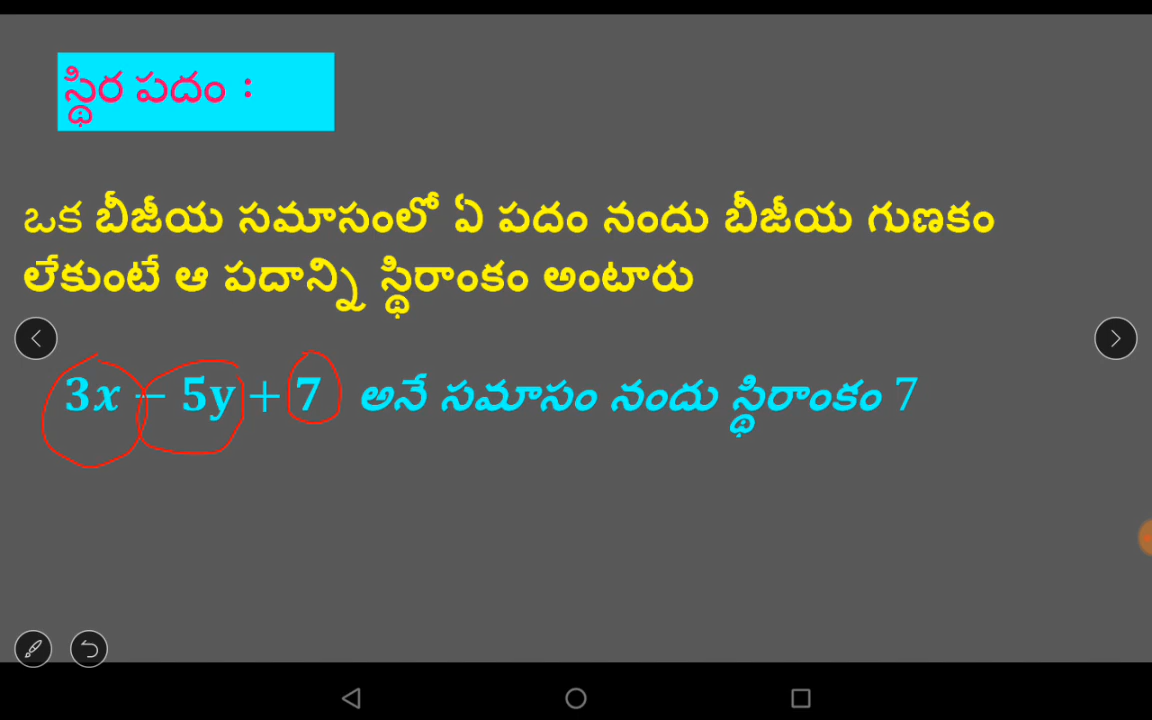 స్థిర పదం :
ఒక బీజీయ సమాసంలో ఏ పదం నందు బీజీయ గుణకం
లేకుంటే ఆ పదాన్ని స్థిరాంకం అంటారు
3x − 5y + 7 అనే సమాసం నందు స్థిరాంకం 7